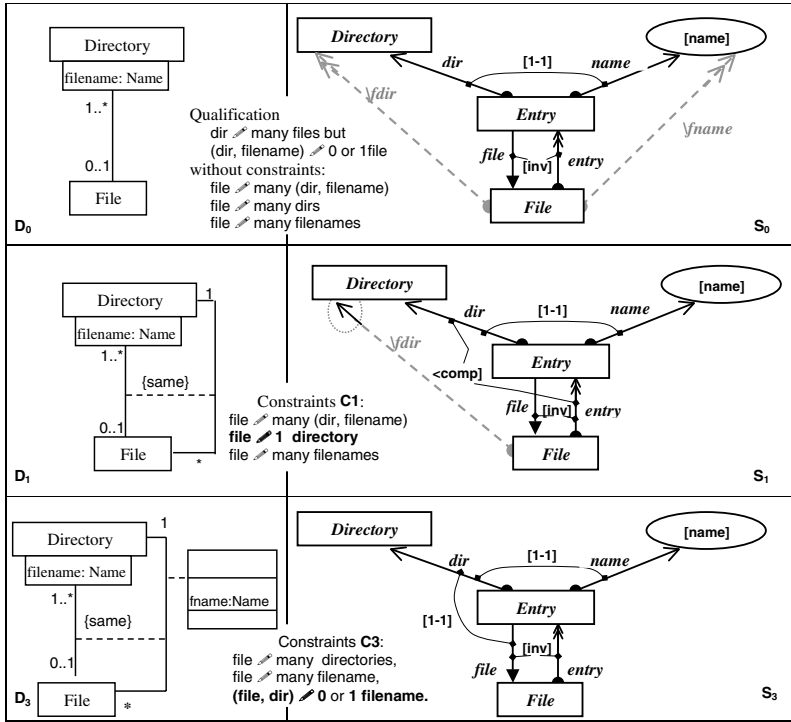 Directory
filename: Name
1..*
0..1
File
D0
Qualification
dir ✏ many files but
(dir, filename) ✏ 0 or 1file
without constraints:
file ✏ many (dir, filename)
file ✏ many dirs
file ✏ many filenames
Directory
[name]
dir
[1-1]
name
\fdir
\fname
Entry
file
[inv]
entry
File
S0
Directory
1
filename: Name
1..*
{same}
0..1
File
*
D1
Constraints C1:
file ✏ many (dir, filename)
file ✏ 1 directory
file ✏ many filenames
Directory
[name]
dir
[1-1]
name
\fdir
Entry
<comp]
file
[inv]
entry
File
S1
1
Directory
filename: Name
1..*
fname:Name
{same}
0..1
File
*
D3
Constraints C3:
file ✏ many directories,
file ✏ many filename,
(file, dir) ✏ 0 or 1 filename.
Directory
[name]
dir
[1-1]
name
Entry
[1-1]
[inv]
file
entry
File
S3